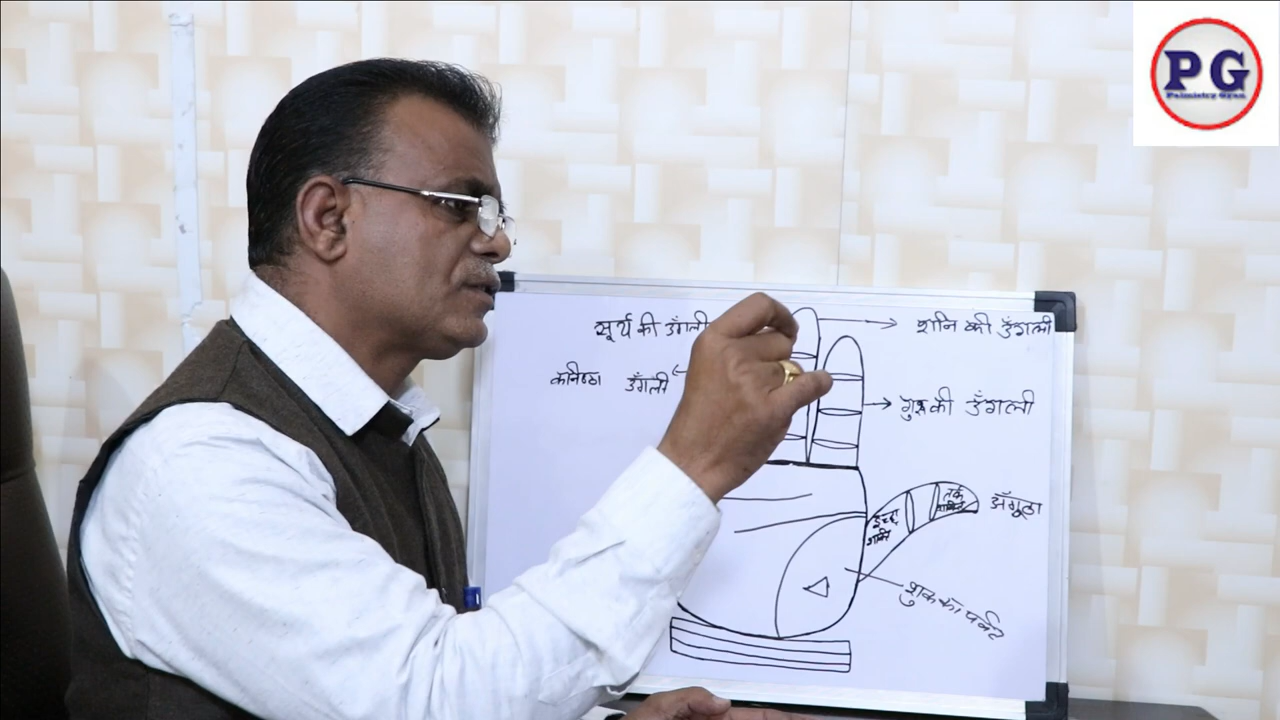 PG
Palmistry Gyan
सूर्य की उँगली
शनि की उँगली
कनिष्ठा उँगली
गुरू की उँगली
तर्क
शक्ति
अँगूठा
इच्छा
शक्ति
शुक्र का पर्वत